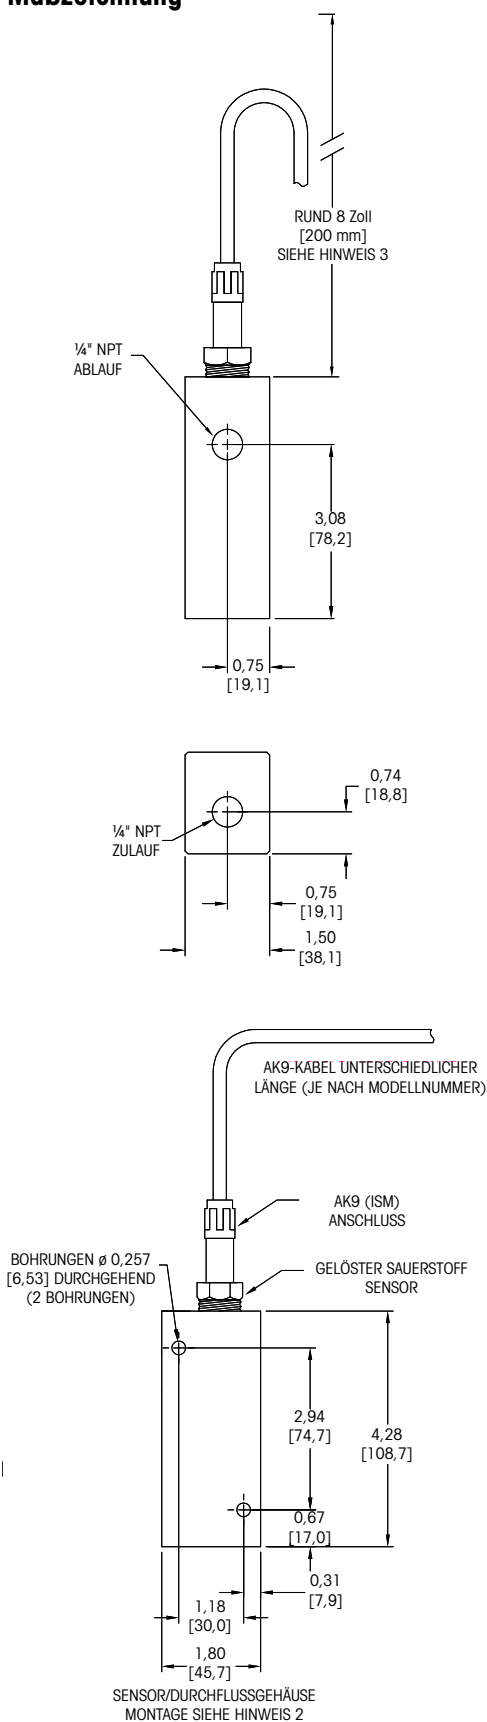 Maßzeichnung
RUND 8 Zoll
[200 mm]
SIEHE HINWEIS 3
¼" NPT
ABLAUF
3,08
[78,2]
0,75
[19,1]
0,74
[18,8]
¼" NPT
ZULAUF
0,75
[19,1]
1,50
[38,1]
AK9-KABEL UNTERSCHIEDLICHER
LÄNGE (JE NACH MODELLNUMMER)
AK9 (ISM)
ANSCHLUSS
BOHRUNGEN ø 0,257
[6,53] DURCHGEHEND
(2 BOHRUNGEN)
GELÖSTER SAUERSTOFF
SENSOR
2,94
[74,7]
4,28
[108,7]
0,67
[17,0]
0,31
[7,9]
1,18
[30,0]
1,80
[45,7]
SENSOR/DURCHFLUSSGEHÄUSE
MONTAGE SIEHE HINWEIS 2